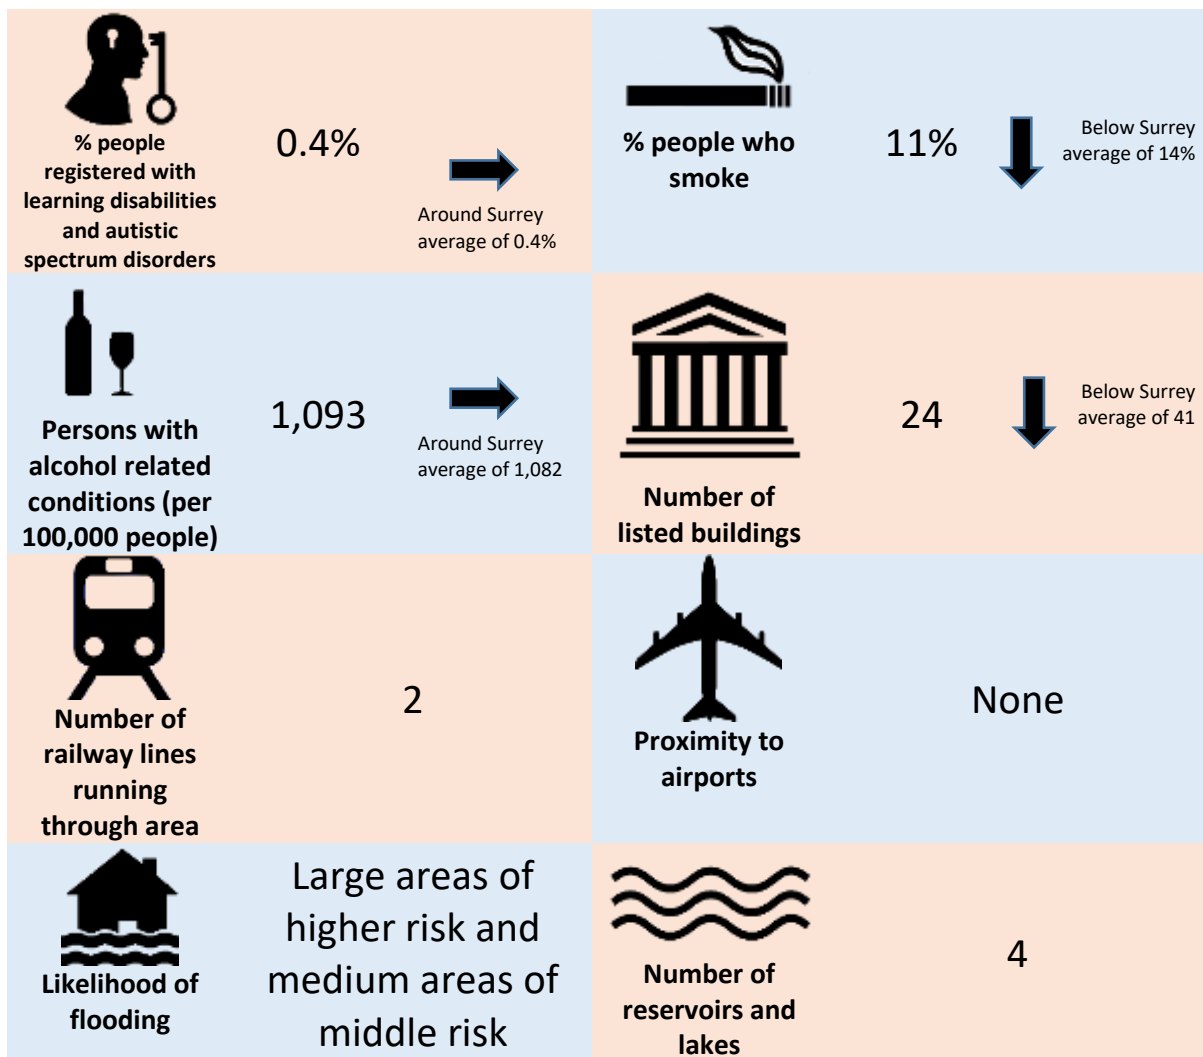 % people
registered with
learning disabilities
and autistic
spectrum disorders
0.4%
Around Surrey
average of 0.4%
% people who
smoke
11%
Below Surrey
average of 14%
Persons with
alcohol related
conditions (per
100,000 people)
1,093
Around Surrey
average of 1,082
Number of
listed buildings
24
Below Surrey
average of 41
Number of
railway lines
running
through area
2
Proximity to
airports
None
Likelihood of
flooding
Large areas of
higher risk and
medium areas of
middle risk
Number of
reservoirs and
lakes
4